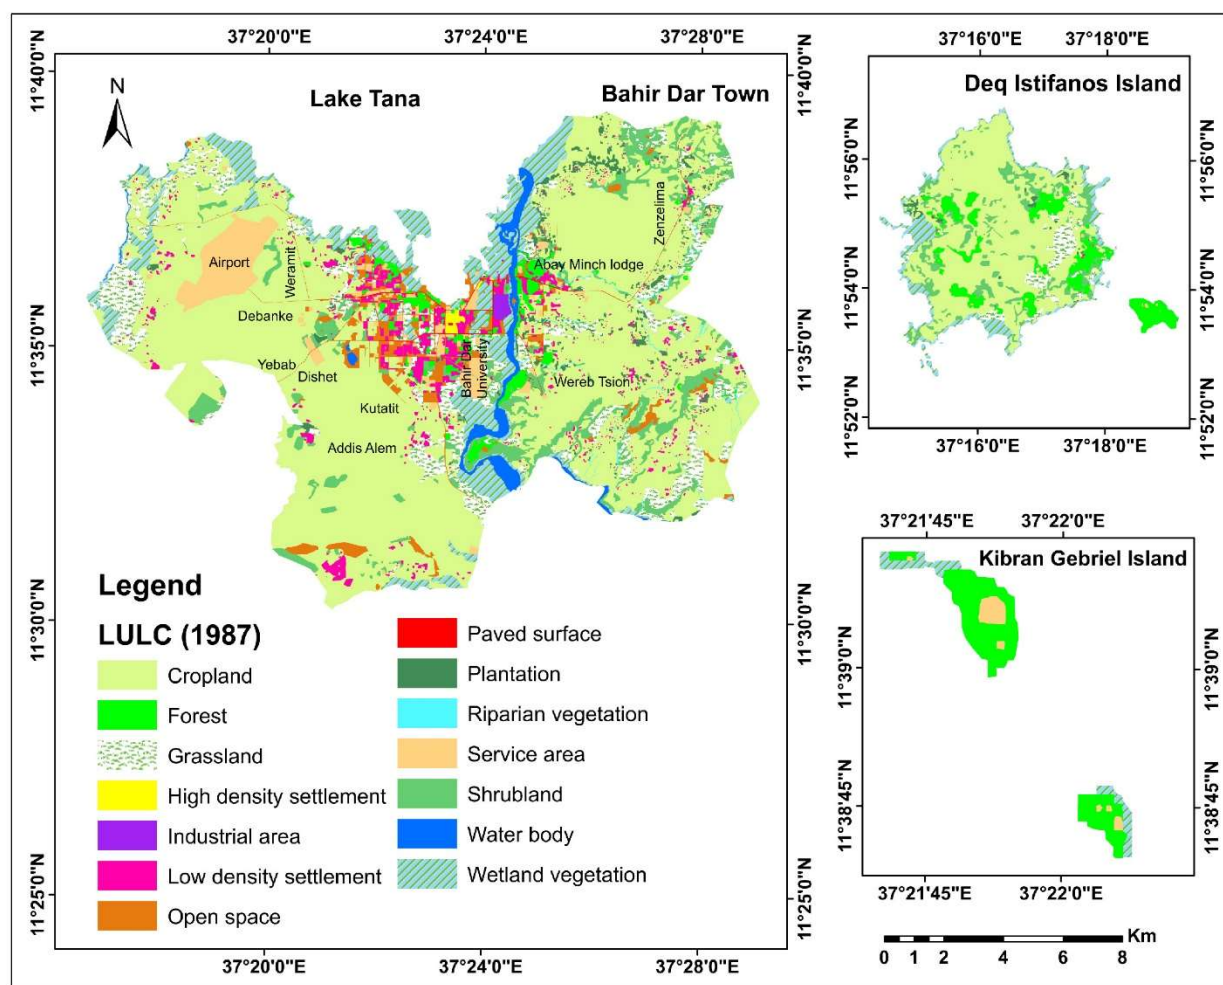 37°20'0"E 37°24'0"E 37°28'0"E
11°40'0"N
11°40'0"N
N
Lake Tana
Bahir Dar Town
Zenzelima
Airport
Weramit
Abay Minch lodge
Debanke
11°35'0"N
11°35'0"N
Yebab
Dishet
Bahir Dar
University
Wereb Tsion
Kutatit
Addis Alem
Legend
LULC (1987)
Cropland
Forest
Grassland
High density settlement
Industrial area
Low density settlement
Open space
Paved surface
Plantation
Riparian vegetation
Service area
Shrubland
Water body
Wetland vegetation
11°30'0"N
11°30'0"N
11°25'0"N
11°25'0"N
37°20'0"E 37°24'0"E 37°28'0"E
37°16'0"E 37°18'0"E
Deq Istifanos Island
11°56'0"N
11°56'0"N
11°54'0"N
11°54'0"N
11°52'0"N
11°52'0"N
37°16'0"E 37°18'0"E
37°21'45"E 37°22'0"E
Kibran Gebriel Island
11°39'0"N
11°39'0"N
11°38'45"N
11°38'45"N
37°21'45"E 37°22'0"E
Km
0 1 2 4 6 8